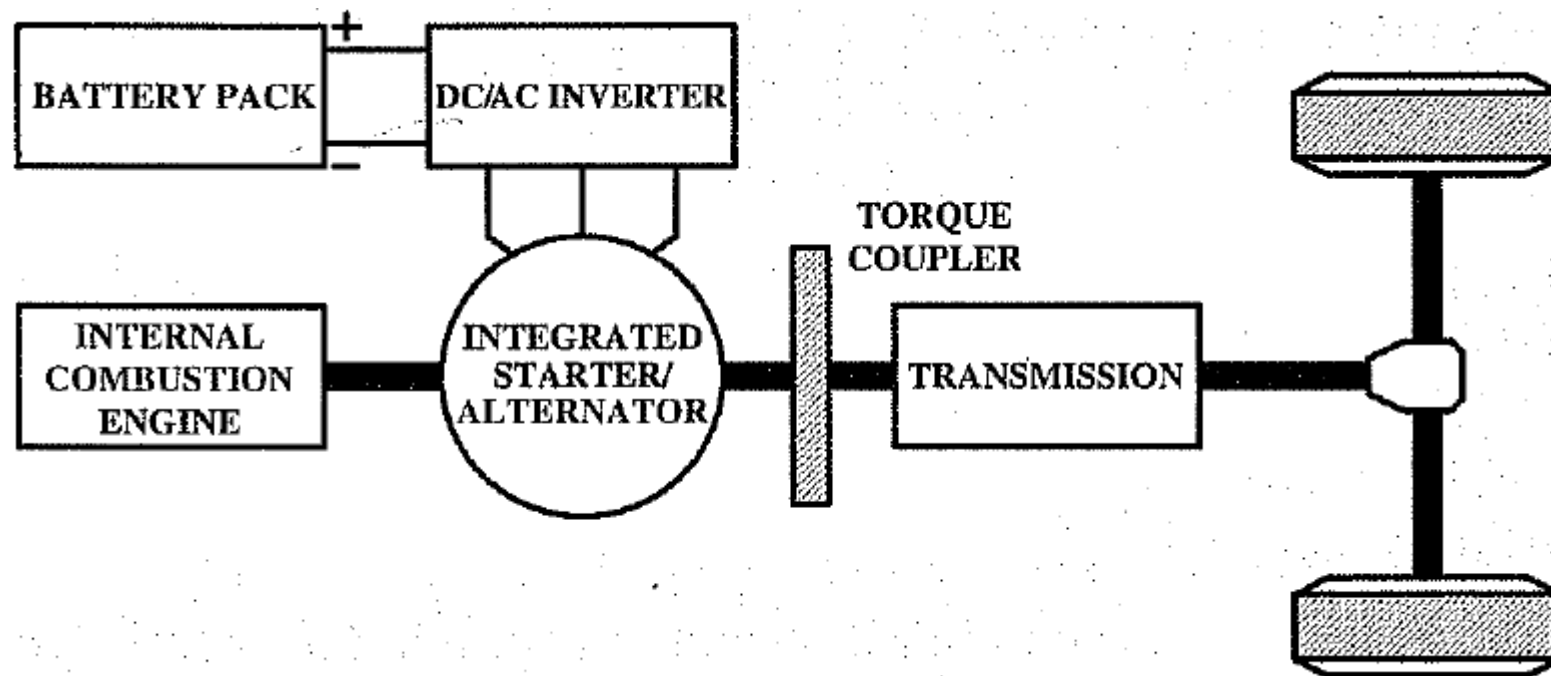 +
BATTERY PACK
DC/AC INVERTER
−
TORQUE
COUPLER
INTERNAL
COMBUSTION
ENGINE
INTEGRATED
STARTER/
ALTERNATOR
TRANSMISSION